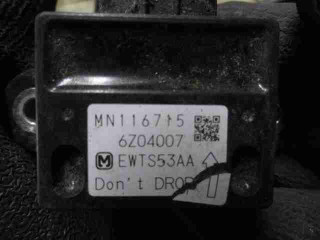 MN116715
6Z04007
M EWTS53AA
Don't DROP